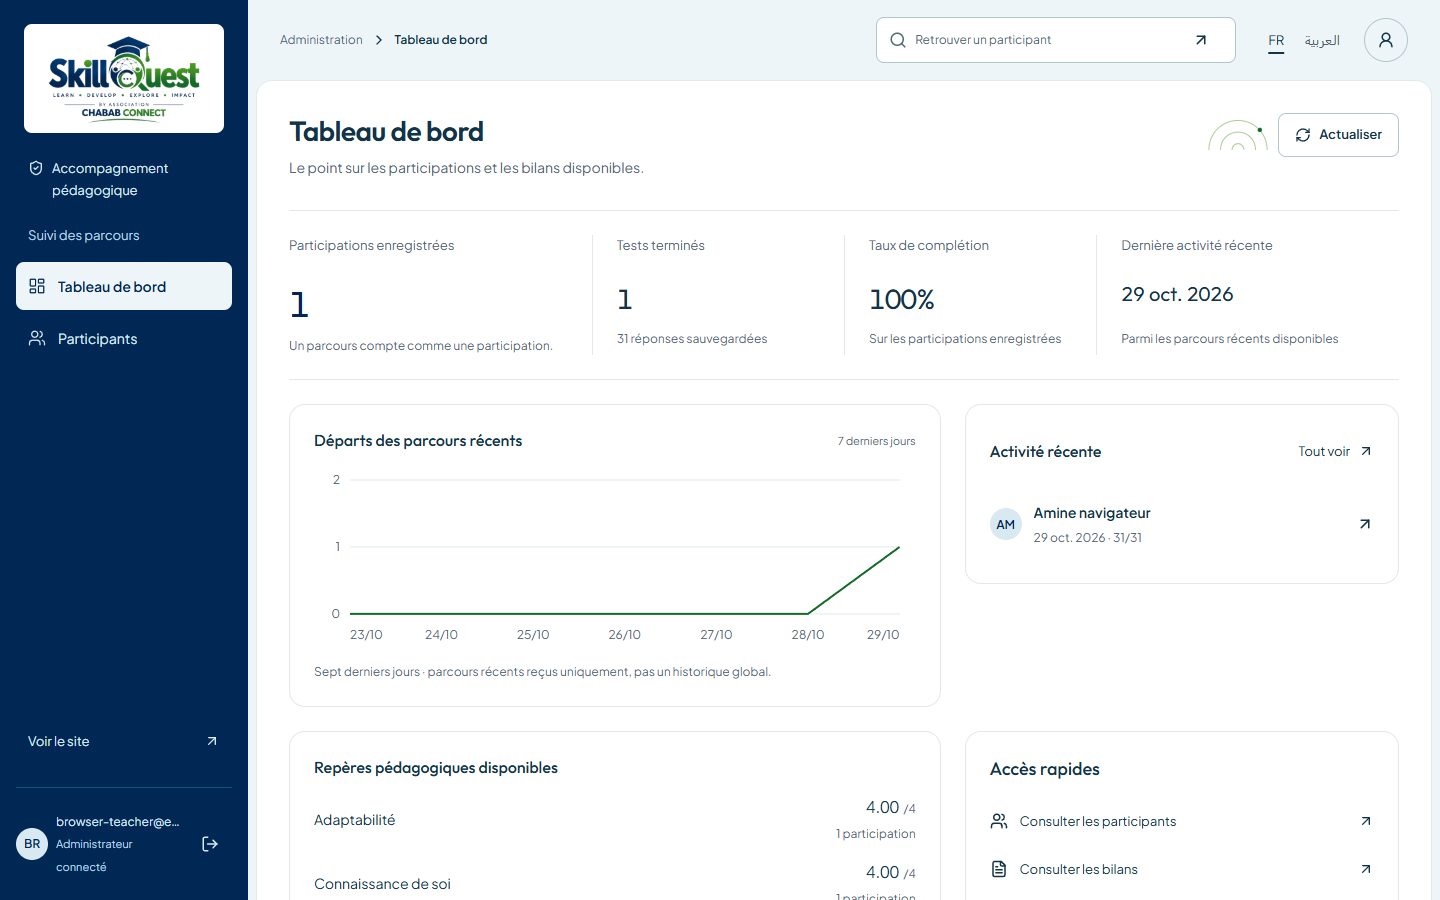 SkillQuest
LEARN • DEVELOP • EXPLORE • IMPACT
BY ASSOCIATION
CHABAB CONNECT
Accompagnement
pédagogique
Suivi des parcours
Tableau de bord
Participants
Voir le site
BR
browser-teacher@e...
Administrateur
connecté
Administration > Tableau de bord
Retrouver un participant
FR
العربية
Tableau de bord
Le point sur les participations et les bilans disponibles.
Actualiser
Participations enregistrées
1
Un parcours compte comme une participation.
Tests terminés
1
31 réponses sauvegardées
Taux de complétion
100%
Sur les participations enregistrées
Dernière activité récente
29 oct. 2026
Parmi les parcours récents disponibles
Départs des parcours récents
7 derniers jours
2
1
0
23/10 24/10 25/10 26/10 27/10 28/10 29/10
Sept derniers jours · parcours récents reçus uniquement, pas un historique global.
Activité récente
Tout voir
AM
Amine navigateur
29 oct. 2026 · 31/31
Repères pédagogiques disponibles
Adaptabilité
4.00 /4
1 participation
Connaissance de soi
4.00 /4
1 participation
Accès rapides
Consulter les participants
Consulter les bilans